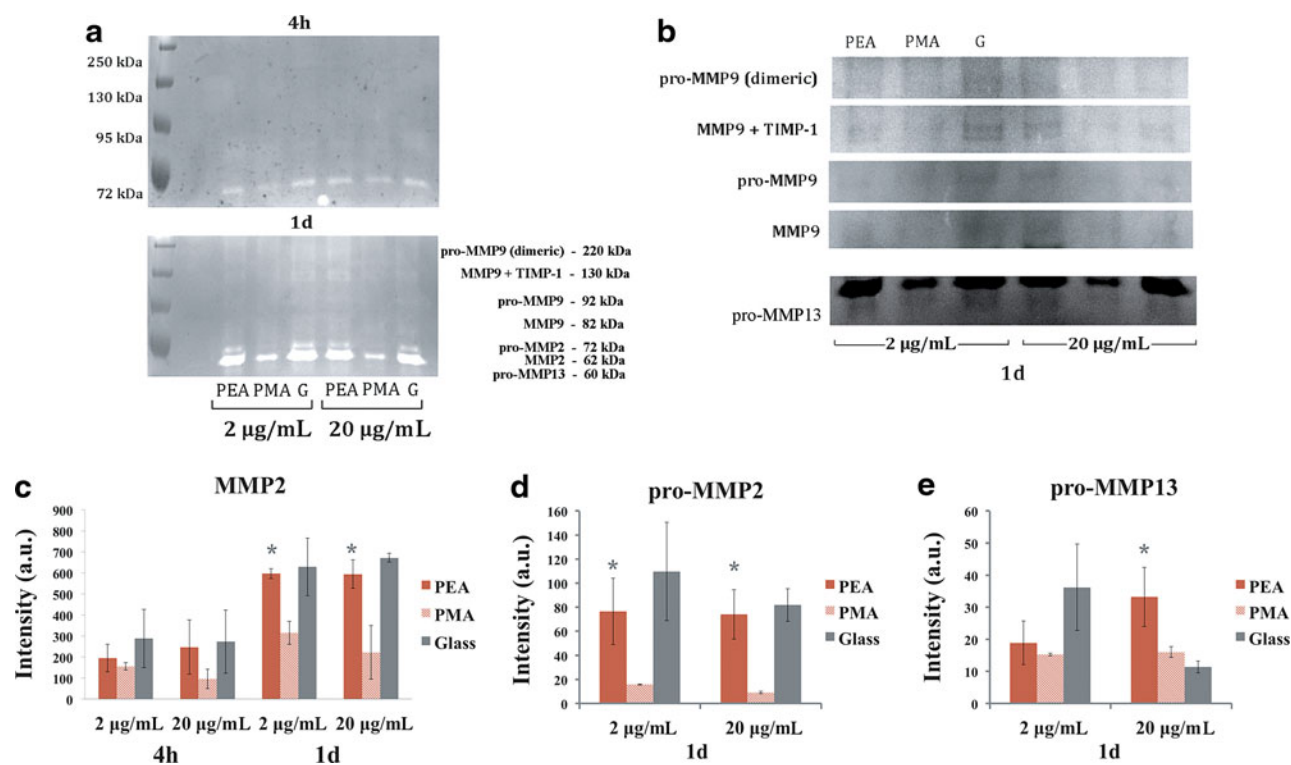 a
4h
250 kDa
130 kDa
95 kDa
72 kDa
1d
pro-MMP9 (dimeric) - 220 kDa
MMP9 + TIMP-1 - 130 kDa
pro-MMP9 - 92 kDa
MMP9 - 82 kDa
pro-MMP2 - 72 kDa
MMP2 - 62 kDa
pro-MMP13 - 60 kDa
PEA PMA G PEA PMA G
2 µg/mL 20 µg/mL
b
PEA PMA G
pro-MMP9 (dimeric)
MMP9 + TIMP-1
pro-MMP9
MMP9
pro-MMP13
2 µg/mL 20 µg/mL
1d
c
MMP2
Intensity (a.u.)
900
800
700
600
500
400
300
200
100
0
* *
PEA
PMA
Glass
2 µg/mL 20 µg/mL 2 µg/mL 20 µg/mL
4h 1d
d
pro-MMP2
Intensity (a.u.)
160
140
120
100
80
60
40
20
0
* *
PEA
PMA
Glass
2 µg/mL 20 µg/mL
1d
e
pro-MMP13
Intensity (a.u.)
60
50
40
30
20
10
0
*
PEA
PMA
Glass
2 µg/mL 20 µg/mL
1d